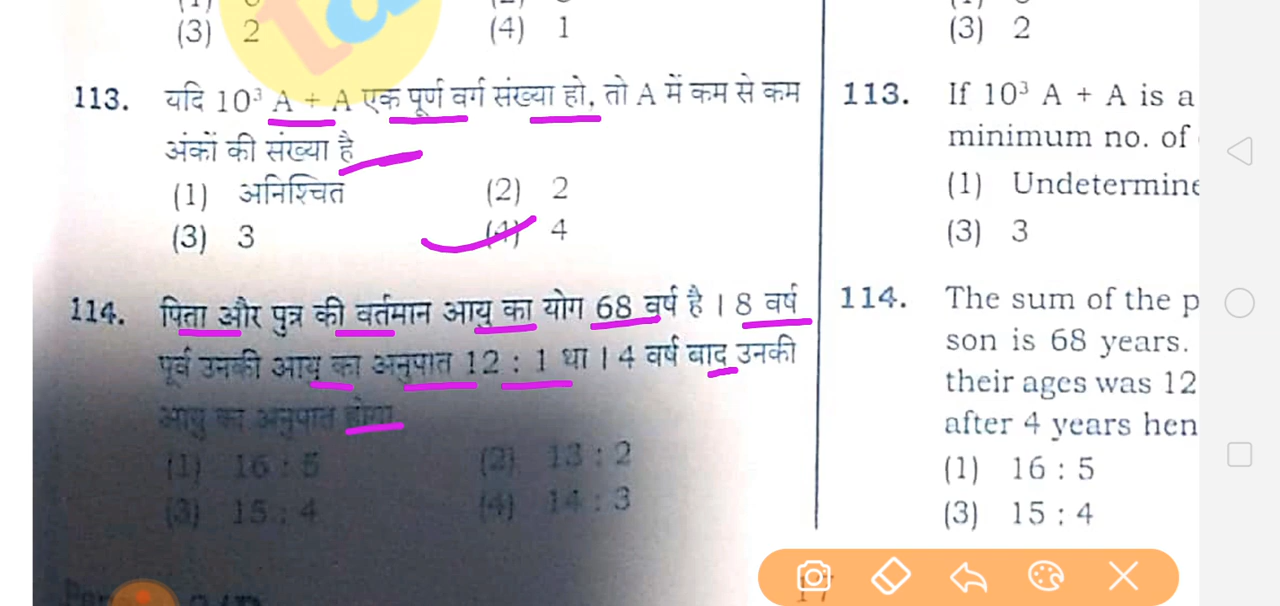 (3) 2 (4) 1
113. यदि 10³ A + A एक पूर्ण वर्ग संख्या हो, तो A में कम से कम
अंकों की संख्या है
(1) अनिश्चित (2) 2
(3) 3 (4) 4
114. पिता और पुत्र की वर्तमान आयु का योग 68 वर्ष है । 8 वर्ष
पूर्व उनकी आयु का अनुपात 12 : 1 था । 4 वर्ष बाद उनकी
आयु का अनुपात होगा
(1) 16 : 5 (2) 13 : 2
(3) 15 : 4 (4) 14 : 3
(3) 2
113. If 10³ A + A is a
minimum no. of
(1) Undetermine
(3) 3
114. The sum of the p
son is 68 years.
their ages was 12
after 4 years hen
(1) 16 : 5
(3) 15 : 4
17